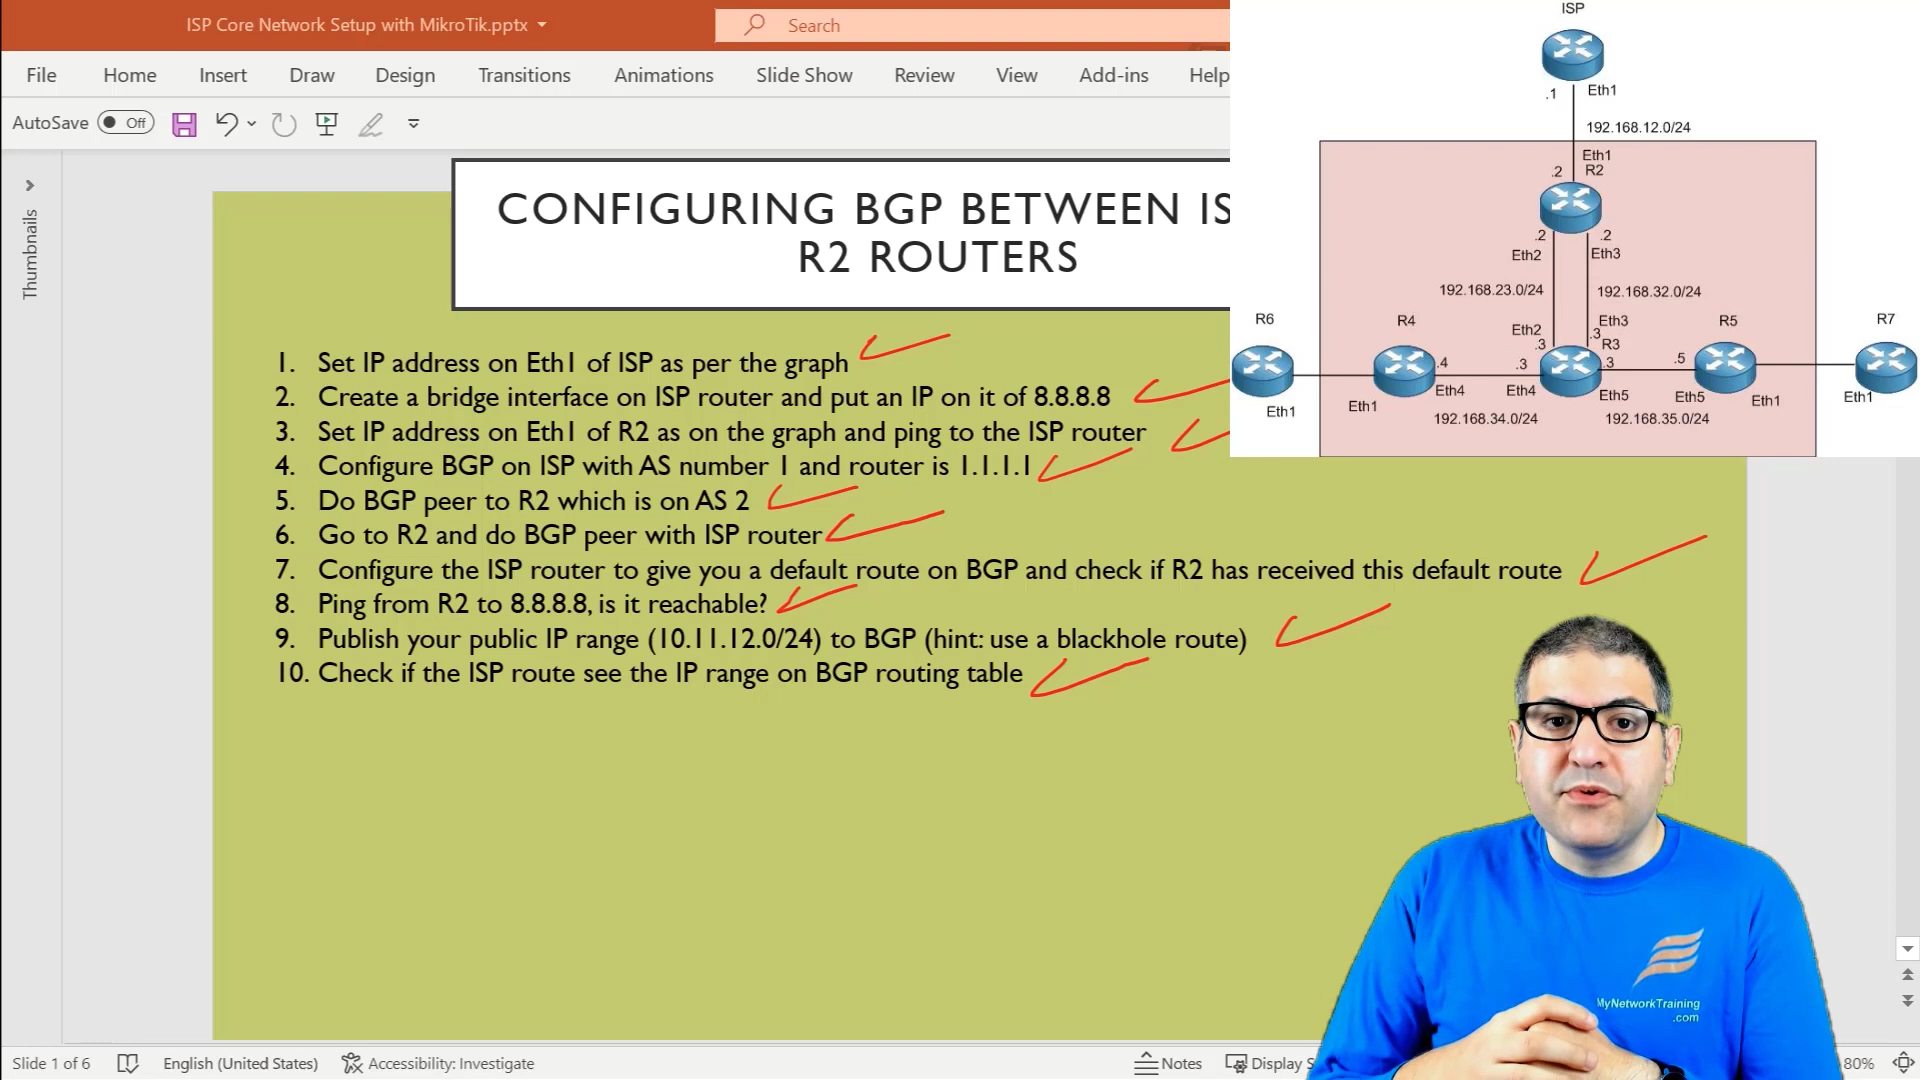 ISP Core Network Setup with MikroTik.pptx
Search
File Home Insert Draw Design Transitions Animations Slide Show Review View Add-ins Help
AutoSave Off
Thumbnails
CONFIGURING BGP BETWEEN IS
R2 ROUTERS
1. Set IP address on Eth1 of ISP as per the graph
2. Create a bridge interface on ISP router and put an IP on it of 8.8.8.8
3. Set IP address on Eth1 of R2 as on the graph and ping to the ISP router
4. Configure BGP on ISP with AS number 1 and router is 1.1.1.1
5. Do BGP peer to R2 which is on AS 2
6. Go to R2 and do BGP peer with ISP router
7. Configure the ISP router to give you a default route on BGP and check if R2 has received this default route
8. Ping from R2 to 8.8.8.8, is it reachable?
9. Publish your public IP range (10.11.12.0/24) to BGP (hint: use a blackhole route)
10. Check if the ISP route see the IP range on BGP routing table
ISP
.1 Eth1
192.168.12.0/24
Eth1
.2 R2
.2 .2
Eth2 Eth3
192.168.23.0/24 192.168.32.0/24
R6 R4 Eth2 Eth3 R5 R7
.3 .3 R3
.4 .3 .3 .5
Eth1 Eth1 Eth4 Eth4 Eth5 Eth5 Eth1 Eth1
192.168.34.0/24 192.168.35.0/24
MyNetworkTraining
.com
Slide 1 of 6 English (United States) Accessibility: Investigate Notes Display S 80%